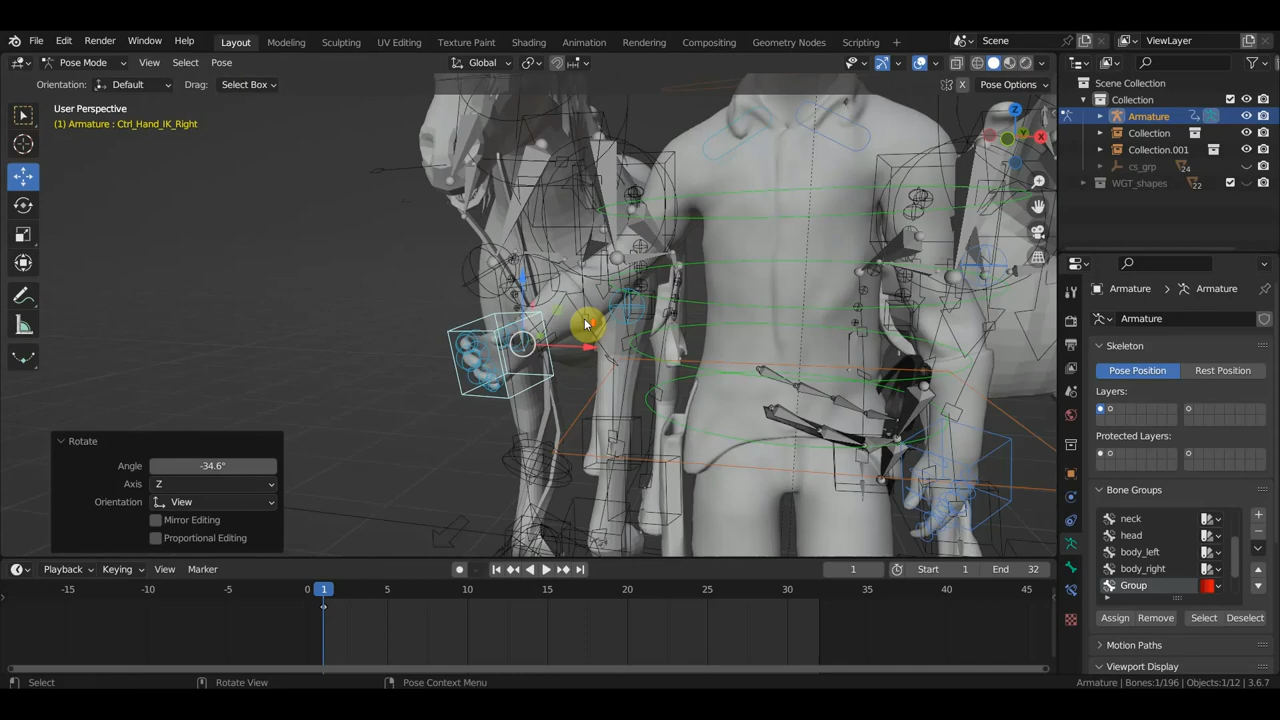 File Edit Render Window Help Layout Modeling Sculpting UV Editing Texture Paint Shading Animation Rendering Compositing Geometry Nodes Scripting + Scene ViewLayer
Pose Mode View Select Pose Global
Orientation: Default Drag: Select Box X Pose Options
User Perspective
(1) Armature : Ctrl_Hand_IK_Right
Z
X
Y
Rotate
Angle -34.6°
Axis Z
Orientation View
Mirror Editing
Proportional Editing
Scene Collection
Collection
Armature
Collection
Collection.001
cs_grp 24
WGT_shapes 22
Armature Armature
Armature
Skeleton
Pose Position Rest Position
Layers:
Protected Layers:
Bone Groups
neck
head
body_left
body_right
Group
Assign Remove Select Deselect
Motion Paths
Viewport Display
Playback Keying View Marker 1 Start 1 End 32
-15 -10 -5 0 1 5 10 15 20 25 30 35 40 45
Select Rotate View Pose Context Menu Armature | Bones:1/196 | Objects:1/12 | 3.6.7